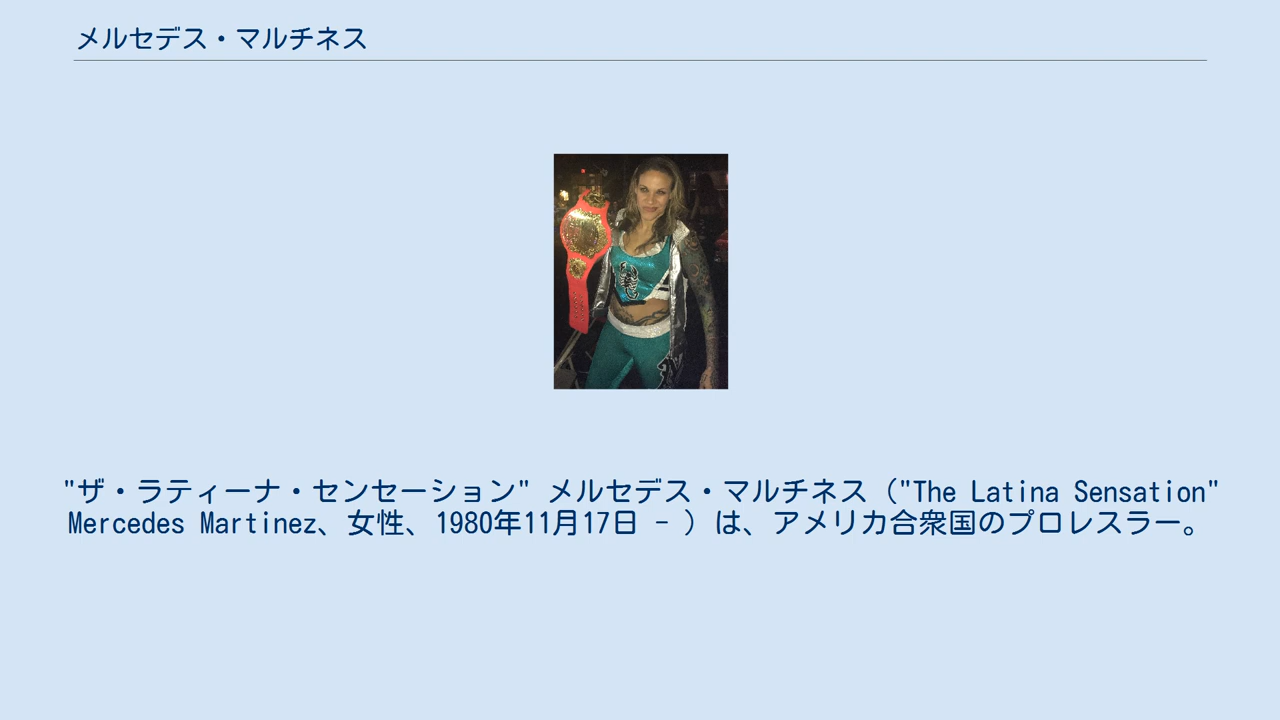 メルセデス・マルチネス
"ザ・ラティーナ・センセーション" メルセデス・マルチネス（"The Latina Sensation"
Mercedes Martinez、女性、1980年11月17日 - ）は、アメリカ合衆国のプロレスラー。